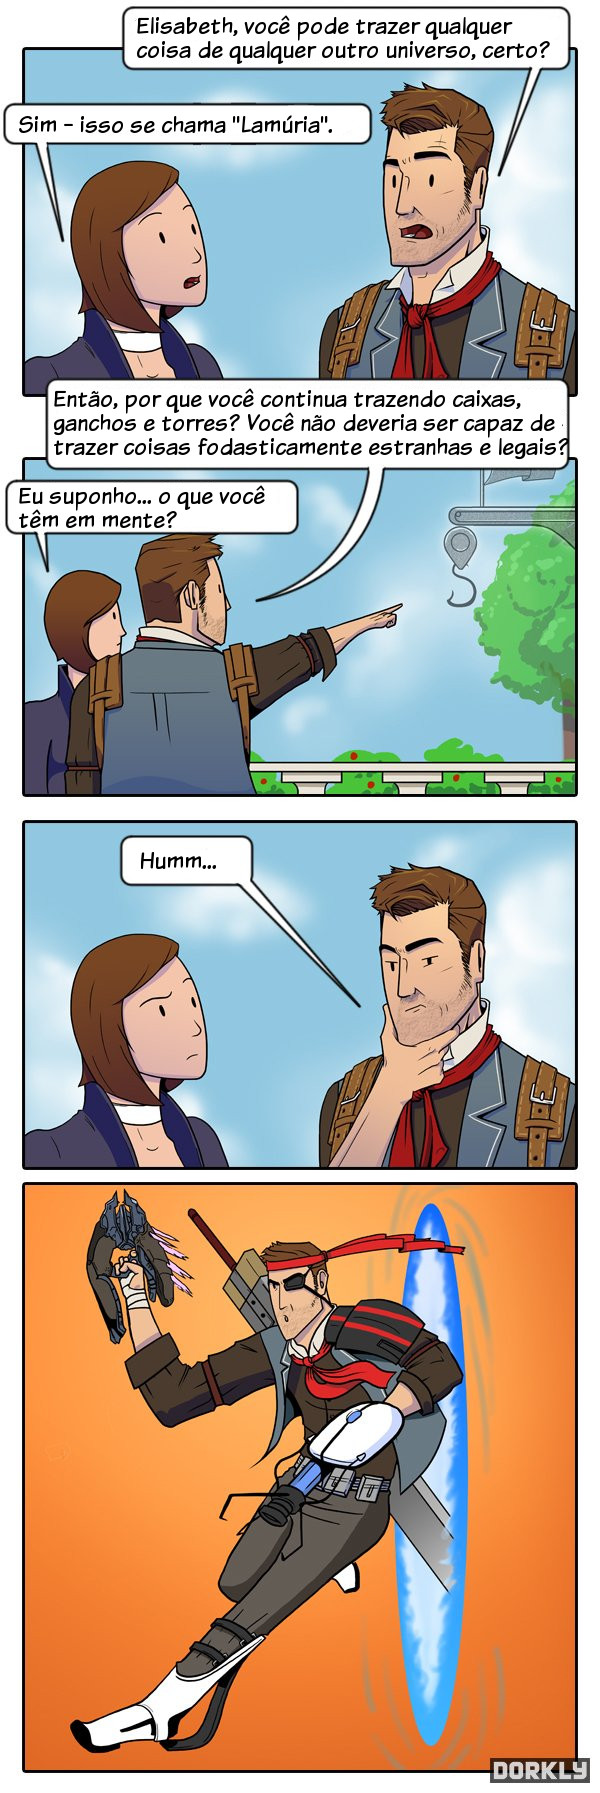 Elisabeth, você pode trazer qualquer
coisa de qualquer outro universo, certo?
Sim - isso se chama "Lamúria".
Então, por que você continua trazendo caixas,
ganchos e torres? Você não deveria ser capaz de
trazer coisas fodasticamente estranhas e legais?
Eu suponho... o que você
têm em mente?
Humm...
DORKLY